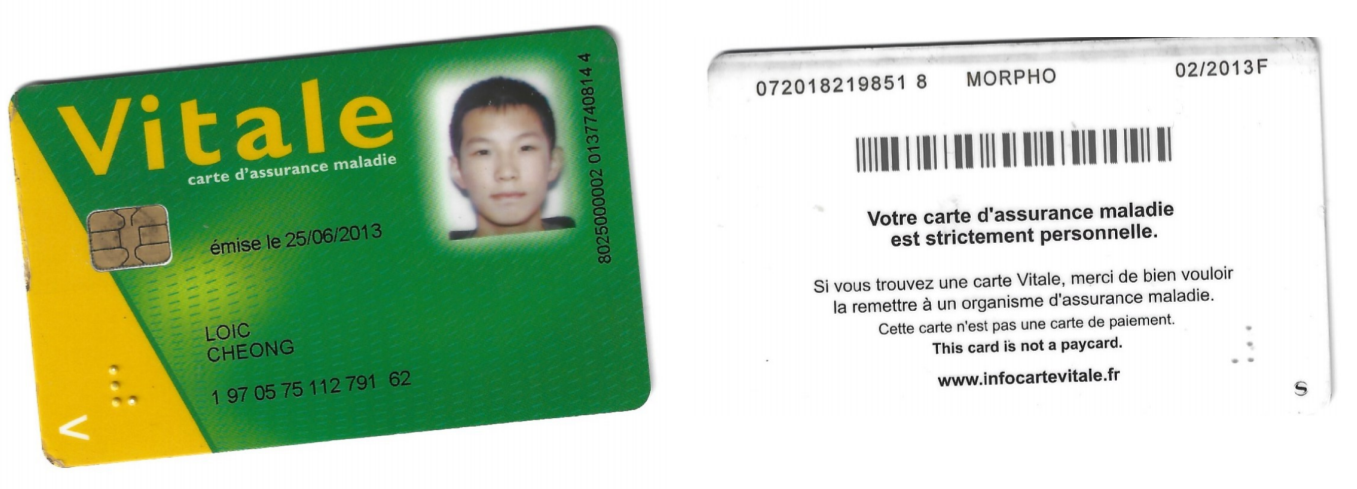 Vitale
carte d'assurance maladie
émise le 25/06/2013
LOIC
CHEONG
1 97 05 75 112 791 62
8025000002 0137740814 4
072018219851 8 MORPHO 02/2013F
Votre carte d'assurance maladie
est strictement personnelle.
Si vous trouvez une carte Vitale, merci de bien vouloir
la remettre à un organisme d'assurance maladie.
Cette carte n'est pas une carte de paiement.
This card is not a paycard.
www.infocartevitale.fr
S